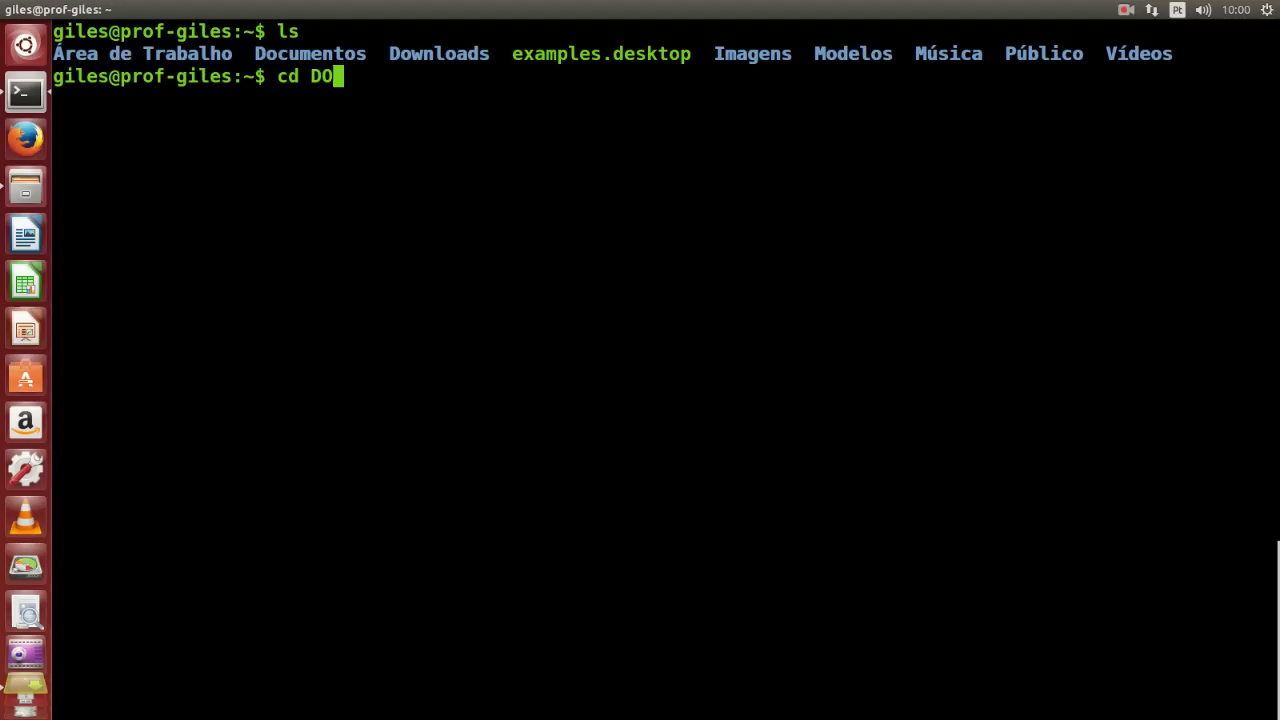 giles@prof-giles: ~
Pt
10:00
giles@prof-giles:~$ ls
Área de Trabalho  Documentos  Downloads  examples.desktop  Imagens  Modelos  Música  Público  Vídeos
giles@prof-giles:~$ cd DO
>_
A
a